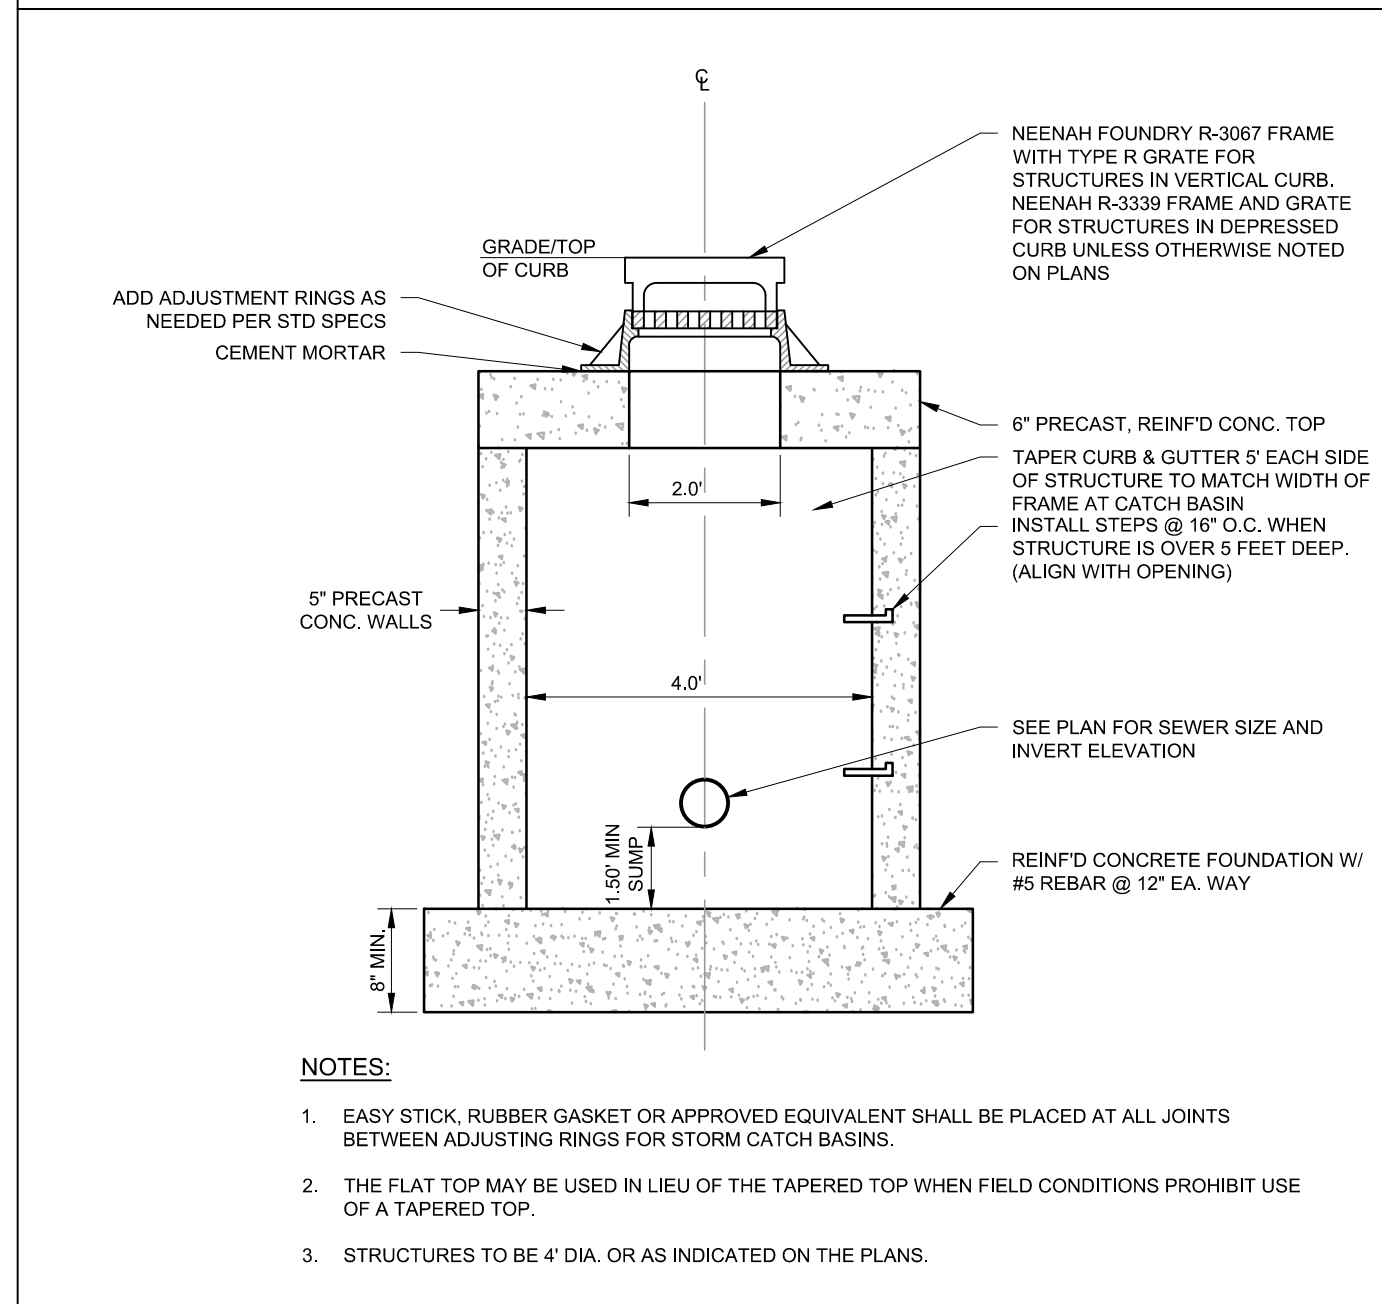 ℄
NEENAH FOUNDRY R-3067 FRAME
WITH TYPE R GRATE FOR
STRUCTURES IN VERTICAL CURB.
NEENAH R-3339 FRAME AND GRATE
FOR STRUCTURES IN DEPRESSED
CURB UNLESS OTHERWISE NOTED
ON PLANS
GRADE/TOP
OF CURB
ADD ADJUSTMENT RINGS AS
NEEDED PER STD SPECS
CEMENT MORTAR
6" PRECAST, REINF'D CONC. TOP
TAPER CURB & GUTTER 5' EACH SIDE
OF STRUCTURE TO MATCH WIDTH OF
FRAME AT CATCH BASIN
2.0'
INSTALL STEPS @ 16" O.C. WHEN
STRUCTURE IS OVER 5 FEET DEEP.
(ALIGN WITH OPENING)
5" PRECAST
CONC. WALLS
4.0'
SEE PLAN FOR SEWER SIZE AND
INVERT ELEVATION
1.50' MIN
SUMP
REINF'D CONCRETE FOUNDATION W/
#5 REBAR @ 12" EA. WAY
8" MIN.
NOTES:
1. EASY STICK, RUBBER GASKET OR APPROVED EQUIVALENT SHALL BE PLACED AT ALL JOINTS
BETWEEN ADJUSTING RINGS FOR STORM CATCH BASINS.
2. THE FLAT TOP MAY BE USED IN LIEU OF THE TAPERED TOP WHEN FIELD CONDITIONS PROHIBIT USE
OF A TAPERED TOP.
3. STRUCTURES TO BE 4' DIA. OR AS INDICATED ON THE PLANS.